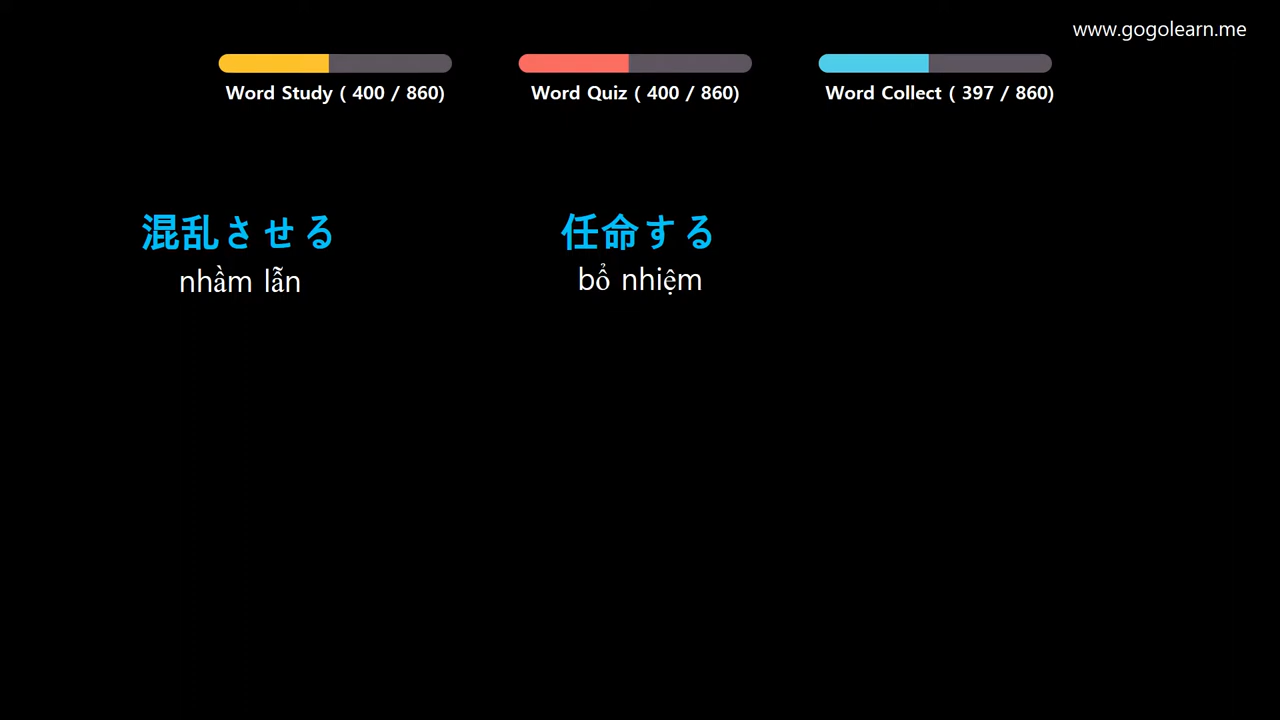 www.gogolearn.me
Word Study ( 400 / 860)
Word Quiz ( 400 / 860)
Word Collect ( 397 / 860)
混乱させる
nhầm lẫn
任命する
bổ nhiệm